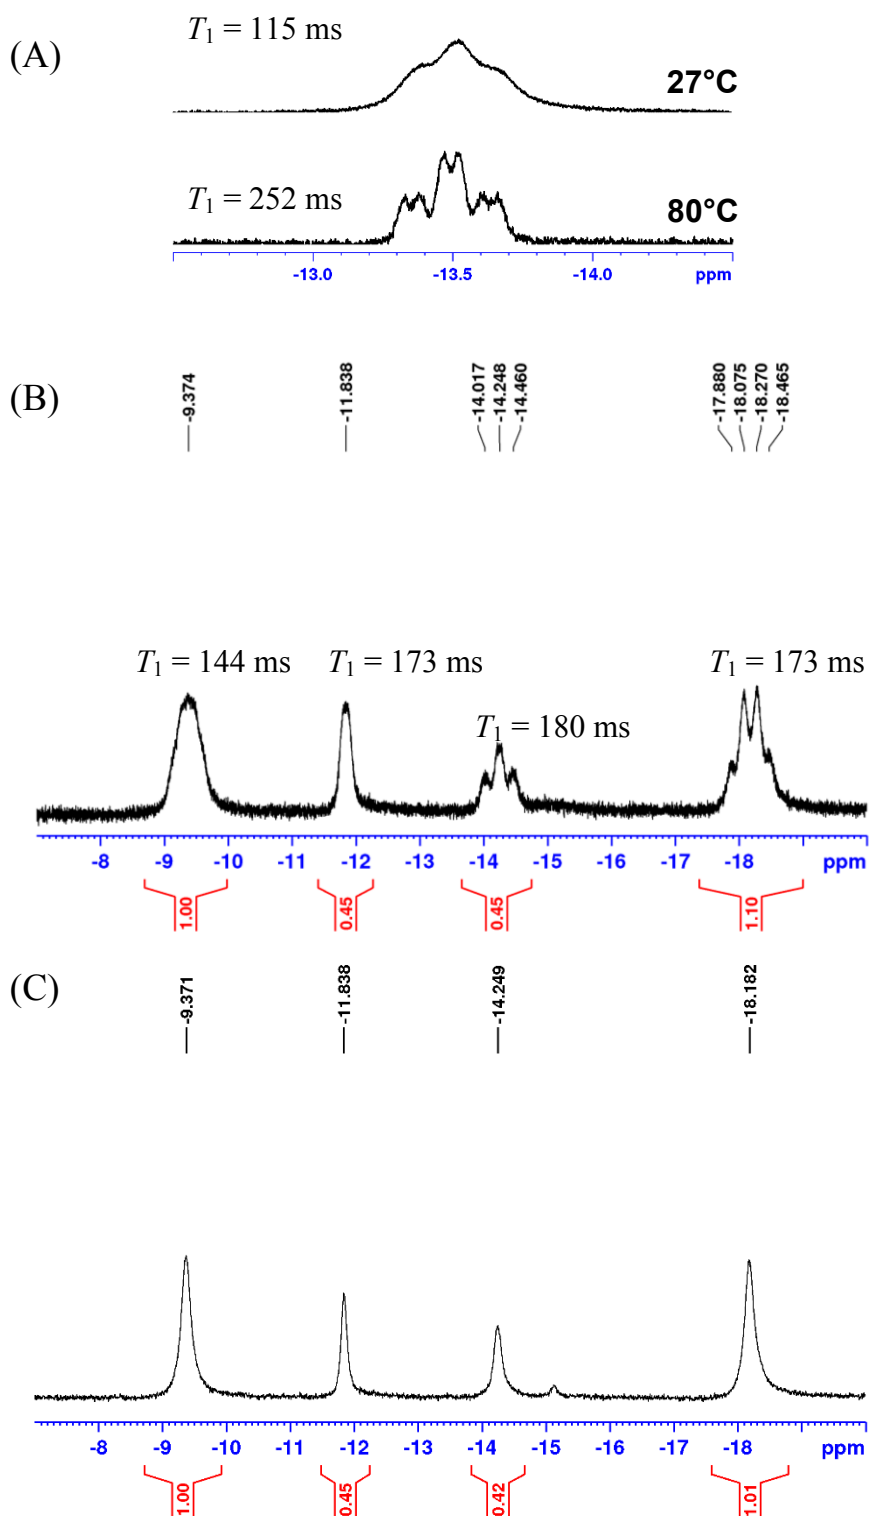 (A)
T1 = 115 ms
27°C
T1 = 252 ms
80°C
-13.0 -13.5 -14.0 ppm
(B)
-9.374 -11.838 -14.017 -14.248 -14.460 -17.880 -18.075 -18.270 -18.465
T1 = 144 ms T1 = 173 ms T1 = 173 ms
T1 = 180 ms
-8 -9 -10 -11 -12 -13 -14 -15 -16 -17 -18 ppm
1.00 0.45 0.45 1.10
(C)
-9.371 -11.838 -14.249 -18.182
-8 -9 -10 -11 -12 -13 -14 -15 -16 -17 -18 ppm
1.00 0.45 0.42 1.01